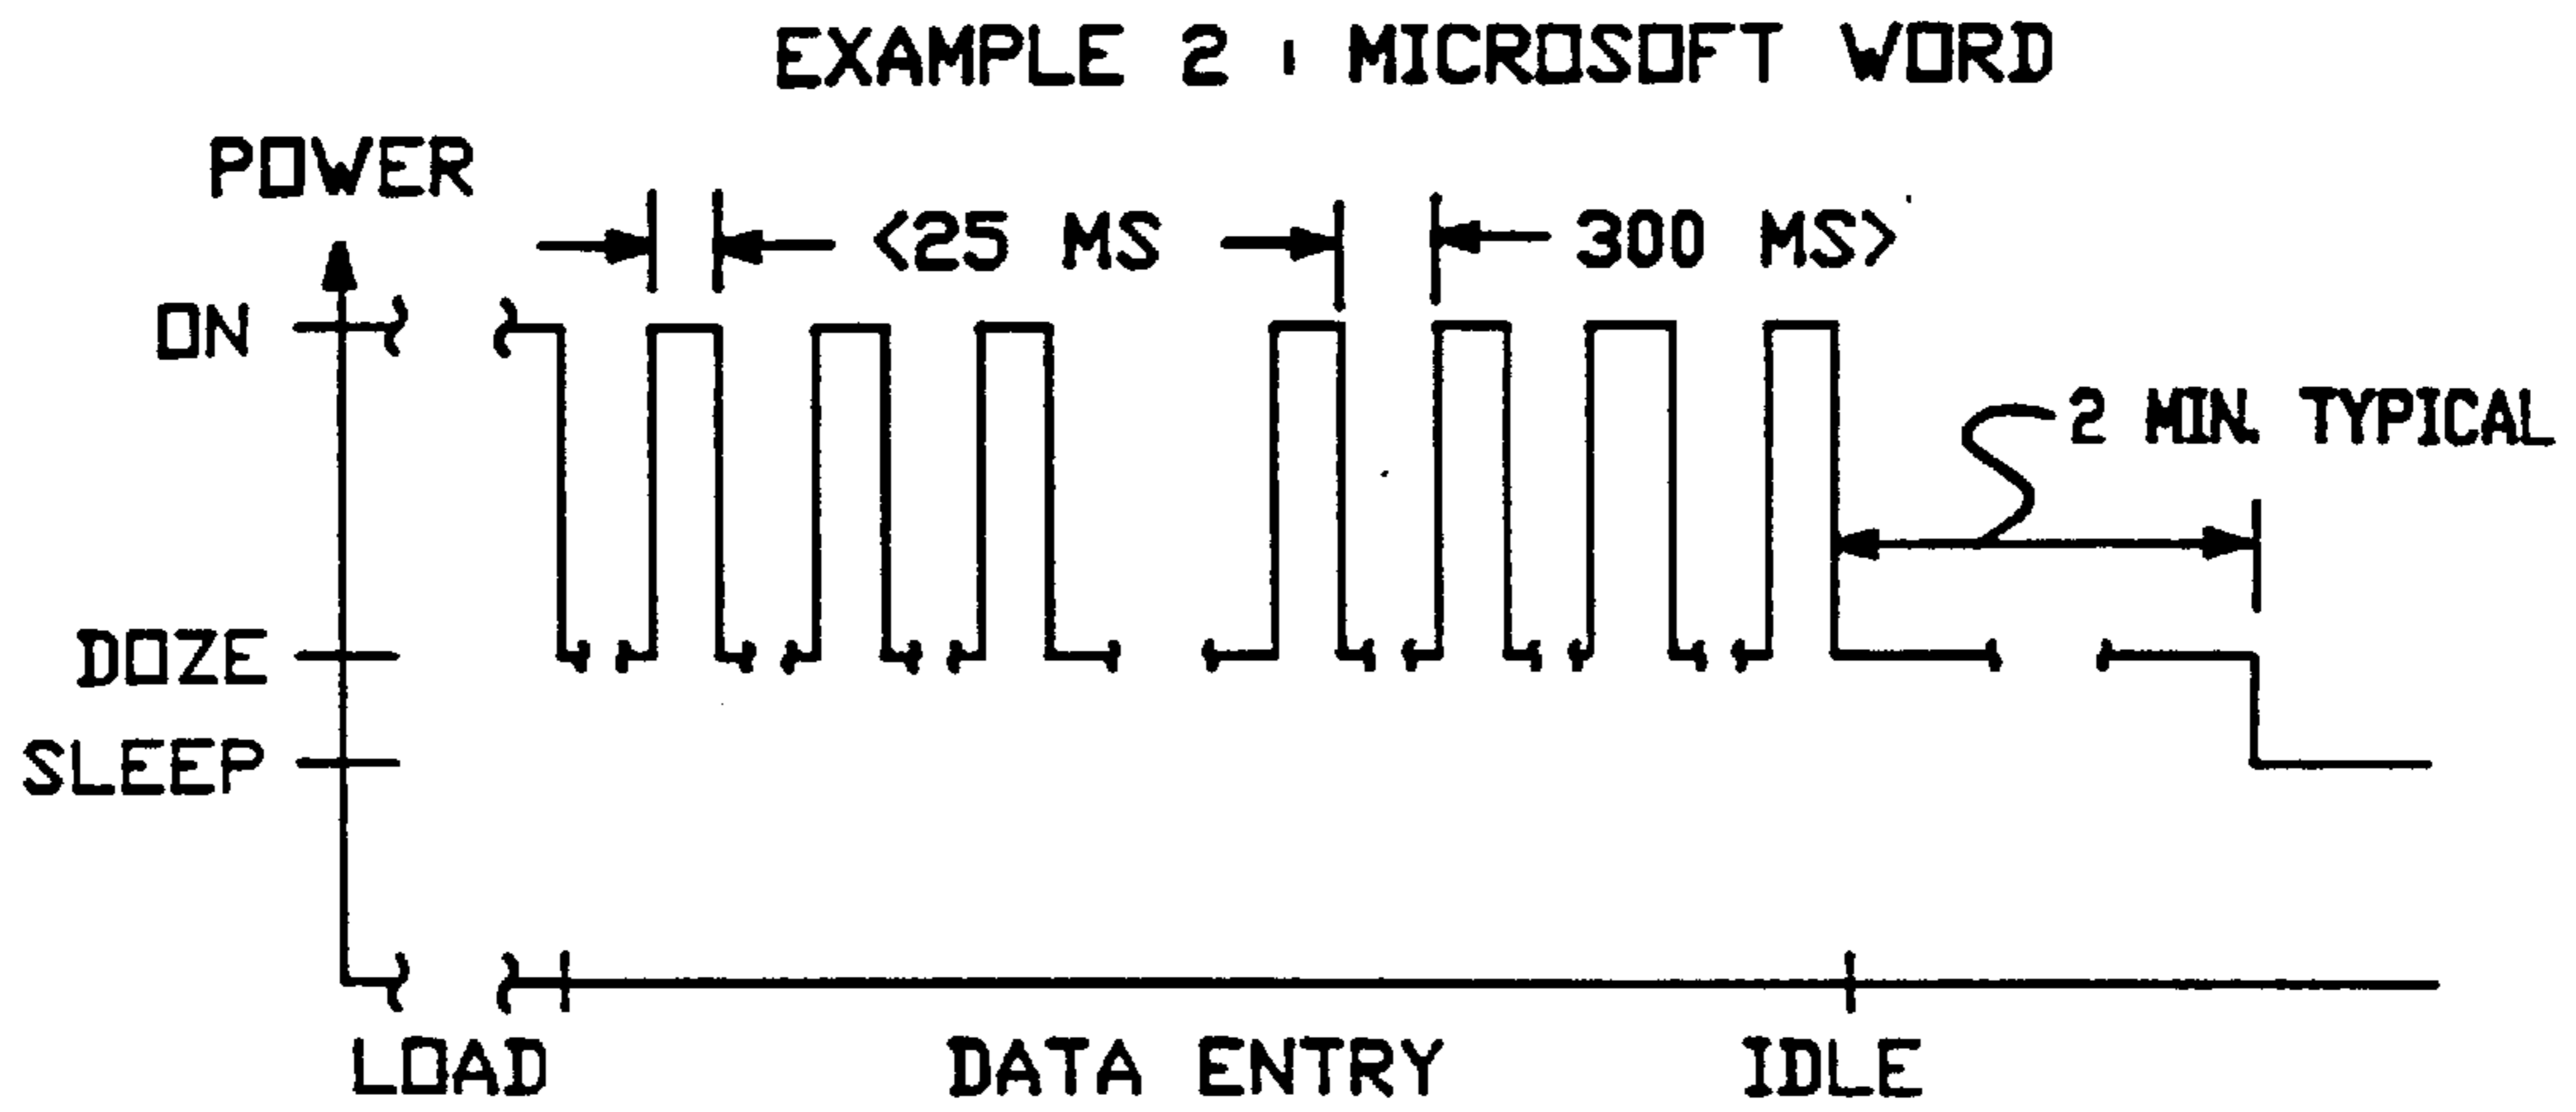 EXAMPLE 2 : MICROSOFT WORD
POWER
<25 MS
300 MS>
ON
2 MIN. TYPICAL
DOZE
SLEEP
LOAD
DATA ENTRY
IDLE